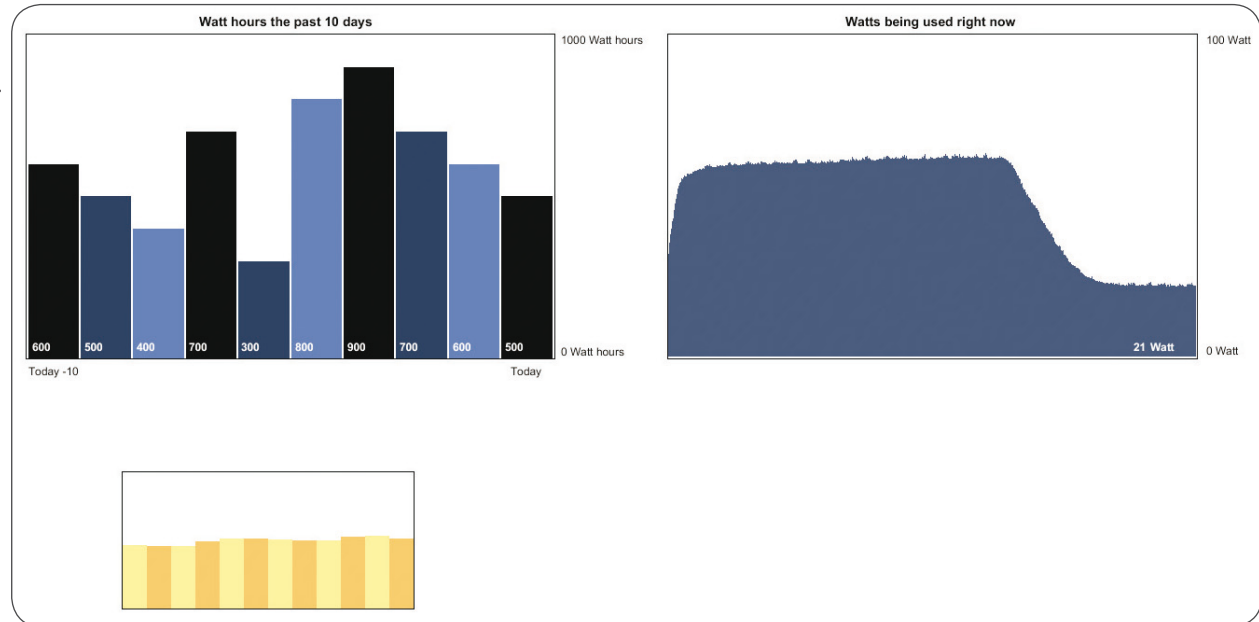 Watt hours the past 10 days
1000 Watt hours
600 500 400 700 300 800 900 700 600 500
0 Watt hours
Today -10
Today
Watts being used right now
100 Watt
21 Watt
0 Watt